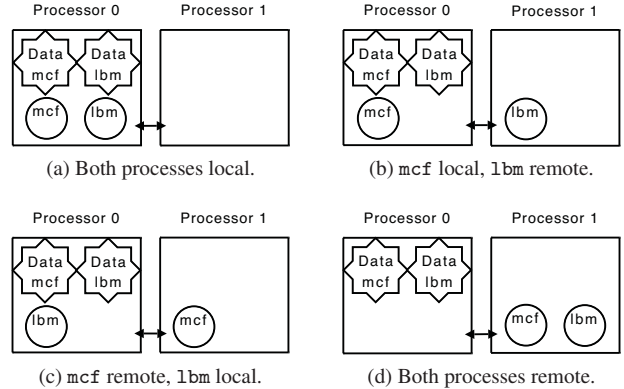 Processor 0 Processor 1 Processor 0 Processor 1
Data Data Data Data
mcf lbm mcf lbm
mcf lbm mcf lbm
(a) Both processes local. (b) mcf local, lbm remote.
Processor 0 Processor 1 Processor 0 Processor 1
Data Data Data Data
mcf lbm mcf lbm
lbm mcf mcf lbm
(c) mcf remote, lbm local. (d) Both processes remote.